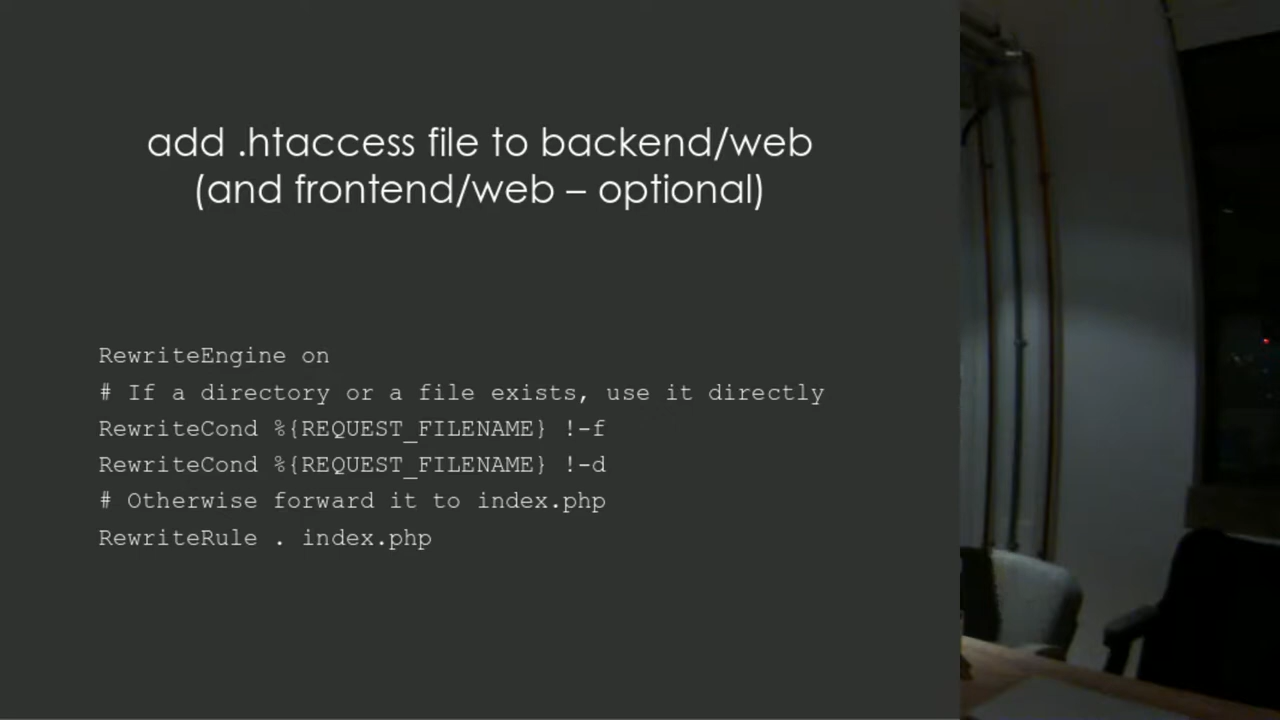 add .htaccess file to backend/web
(and frontend/web – optional)
RewriteEngine on
# If a directory or a file exists, use it directly
RewriteCond %{REQUEST_FILENAME} !-f
RewriteCond %{REQUEST_FILENAME} !-d
# Otherwise forward it to index.php
RewriteRule . index.php